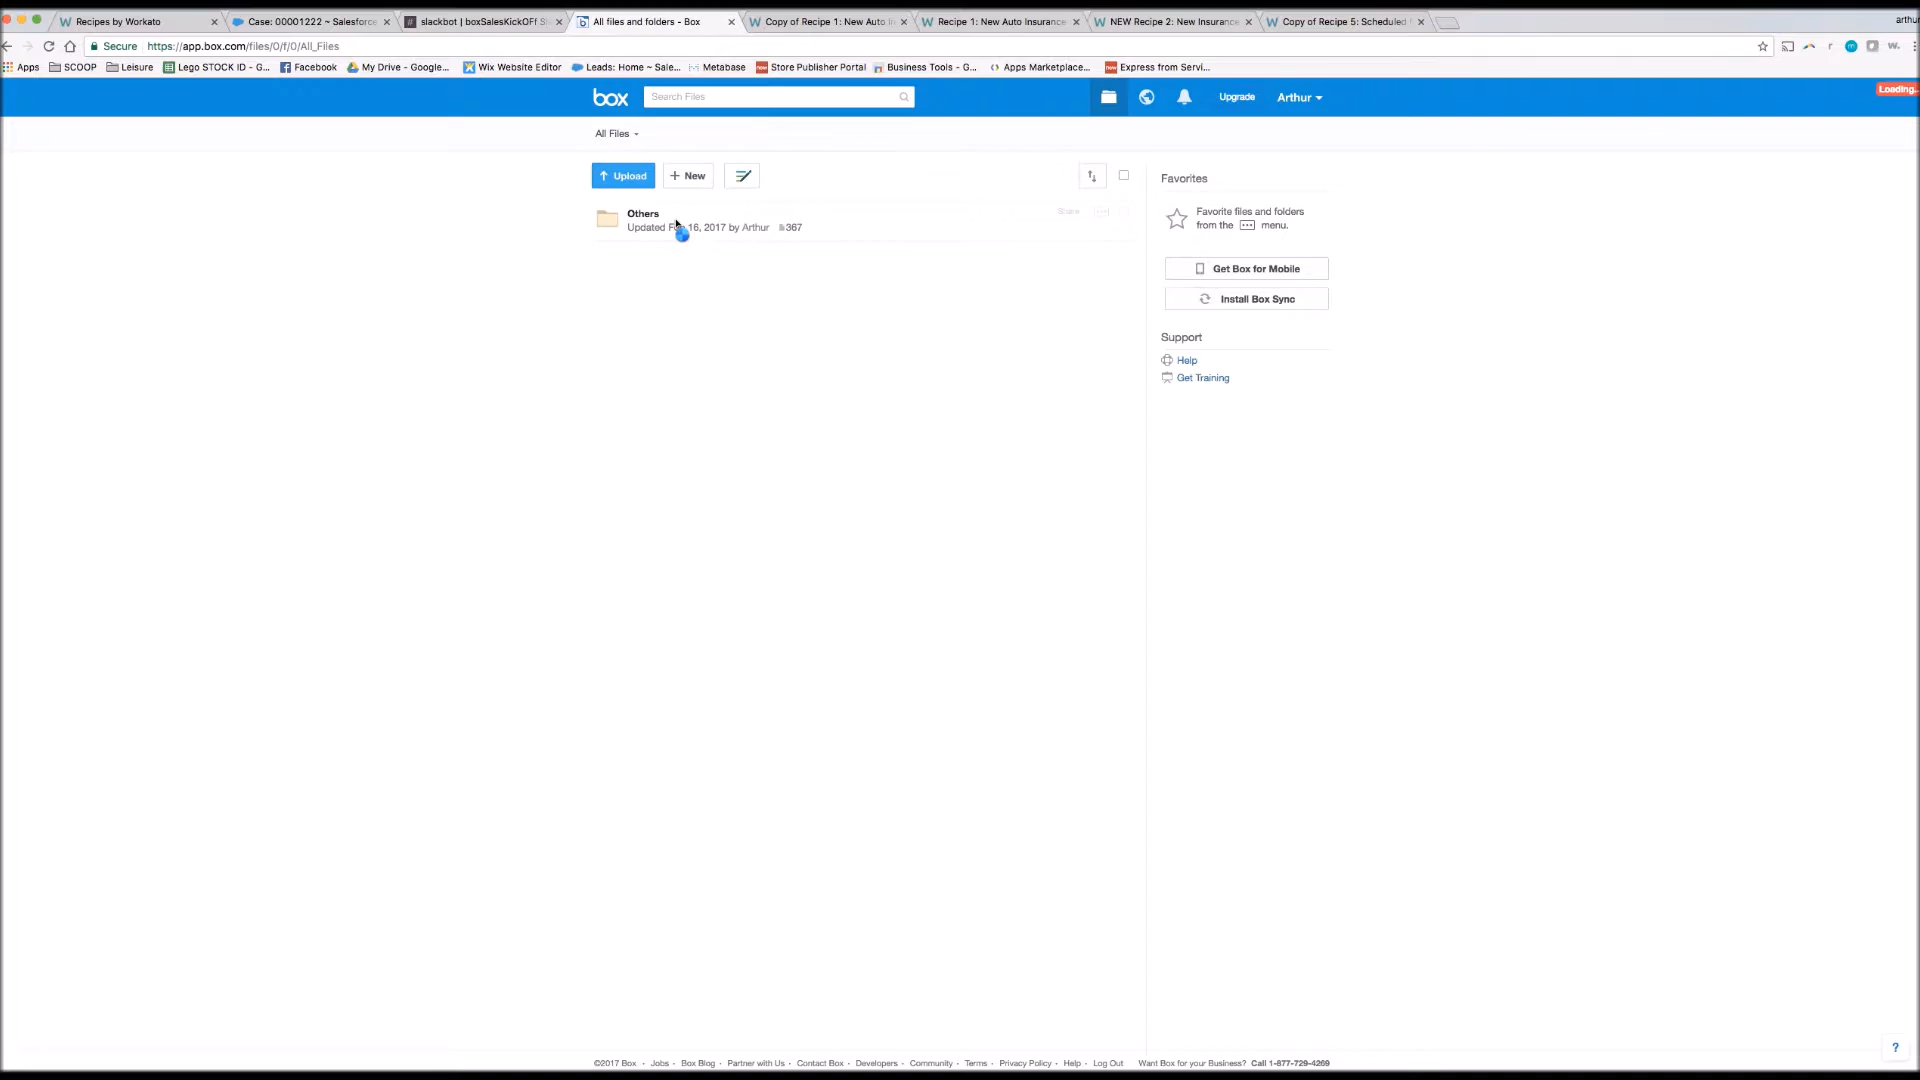 Recipes by Workato
Case: 00001222 ~ Salesforce
slackbot | boxSalesKickOff
All files and folders - Box
Copy of Recipe 1: New Auto
Recipe 1: New Auto Insurance
NEW Recipe 2: New Insurance
Copy of Recipe 5: Scheduled
arthur
Secure
https://app.box.com/files/0/f/0/All_Files
Apps
SCOOP
Leisure
Lego STOCK ID - G...
Facebook
My Drive - Google...
Wix Website Editor
Leads: Home ~ Sale...
Metabase
Store Publisher Portal
Business Tools - G...
Apps Marketplace...
Express from Servi...
box
Search Files
Upgrade
Arthur
Loading...
All Files
Upload
+ New
Others
Share
Updated 16, 2017 by Arthur 367
Favorites
Favorite files and folders
from the menu.
Get Box for Mobile
Install Box Sync
Support
Help
Get Training
©2017 Box · Jobs · Box Blog · Partner with Us · Contact Box · Developers · Community · Terms · Privacy Policy · Help · Log Out Want Box for your Business? Call 1-877-729-4269
?